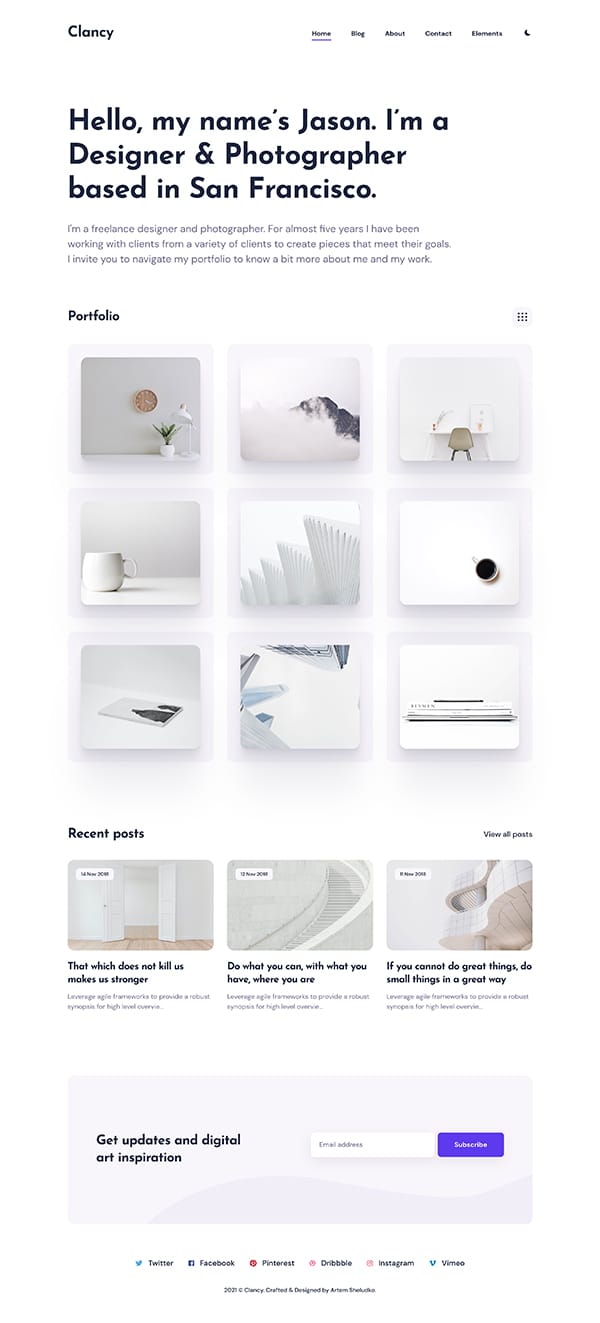 Clancy
Home Blog About Contact Elements
Hello, my name's Jason. I'm a
Designer & Photographer
based in San Francisco.
I'm a freelance designer and photographer. For almost five years I have been
working with clients from a variety of clients to create pieces that meet their goals.
I invite you to navigate my portfolio to know a bit more about me and my work.
Portfolio
Recent posts
View all posts
14 Nov 2018
12 Nov 2018
11 Nov 2018
That which does not kill us
makes us stronger
Leverage agile frameworks to provide a robust
synopsis for high level overvie...
Do what you can, with what you
have, where you are
Leverage agile frameworks to provide a robust
synopsis for high level overvie...
If you cannot do great things, do
small things in a great way
Leverage agile frameworks to provide a robust
synopsis for high level overvie...
Get updates and digital
art inspiration
Email address
Subscribe
Twitter Facebook Pinterest Dribbble Instagram Vimeo
2021 © Clancy. Crafted & Designed by Artem Sheludko.